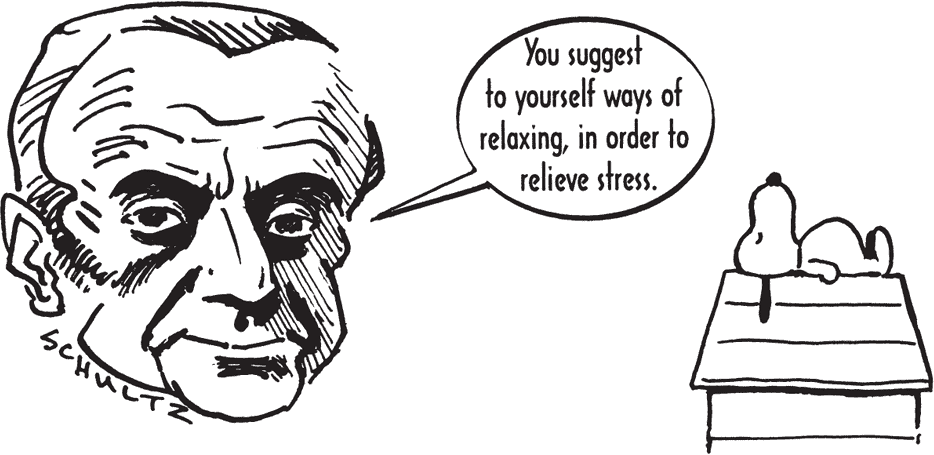 You suggest
to yourself ways of
relaxing, in order to
relieve stress.
SCHULTZ